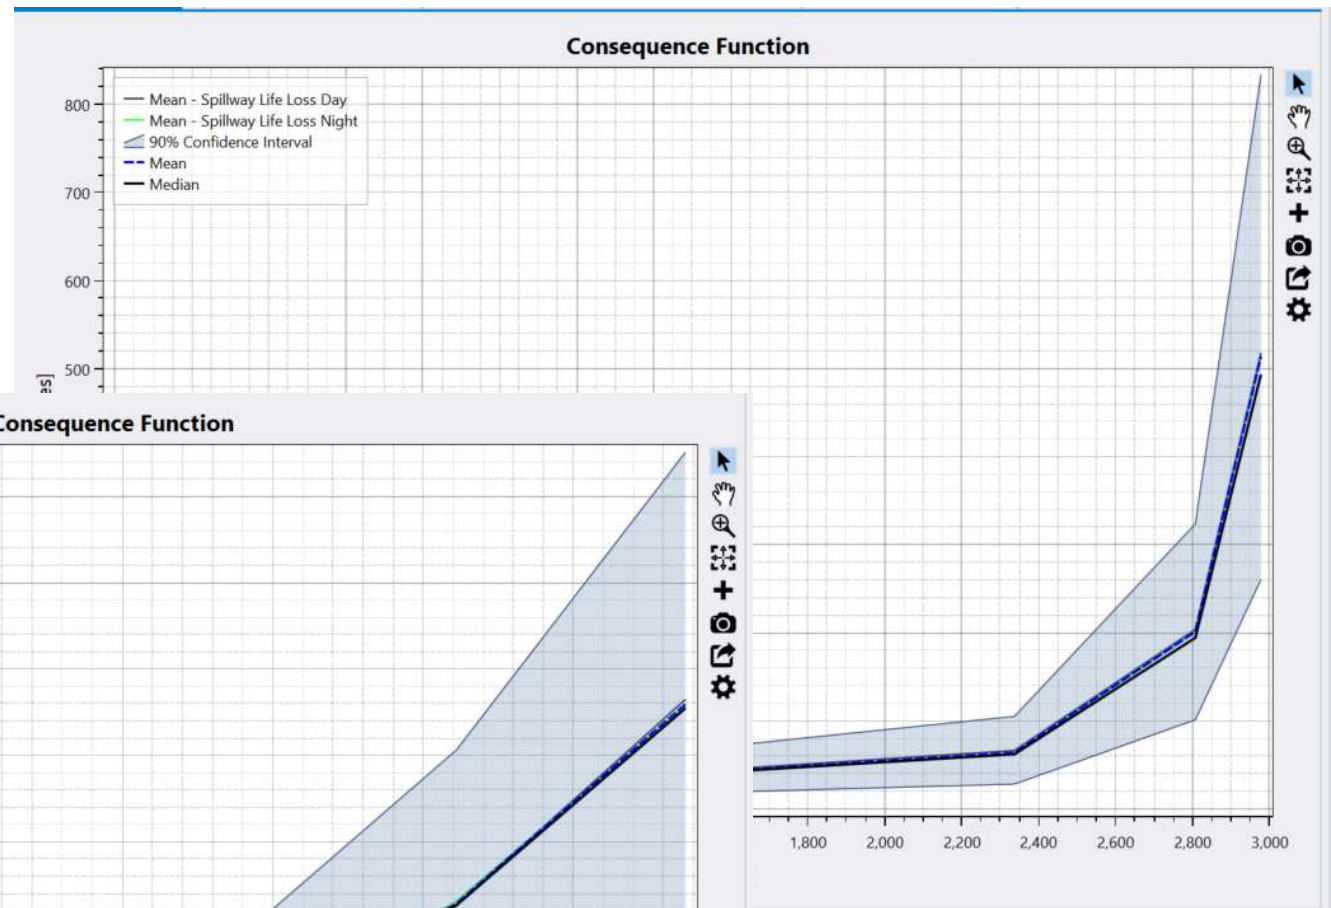 Consequence Function
Mean - Spillway Life Loss Day
Mean - Spillway Life Loss Night
90% Confidence Interval
Mean
Median
800
700
600
500
Consequence Function
1,800 2,000 2,200 2,400 2,600 2,800 3,000